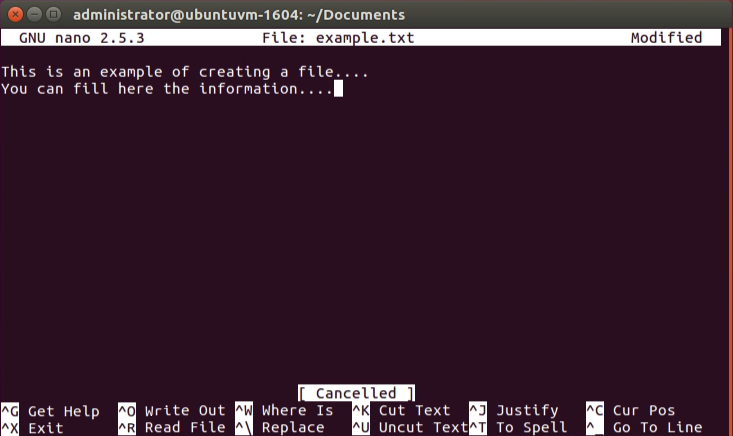 administrator@ubuntuvm-1604: ~/Documents
GNU nano 2.5.3 File: example.txt Modified
This is an example of creating a file....
You can fill here the information....
[ Cancelled ]
^G Get Help ^O Write Out ^W Where Is ^K Cut Text ^J Justify ^C Cur Pos
^X Exit ^R Read File ^\ Replace ^U Uncut Text ^T To Spell ^_ Go To Line